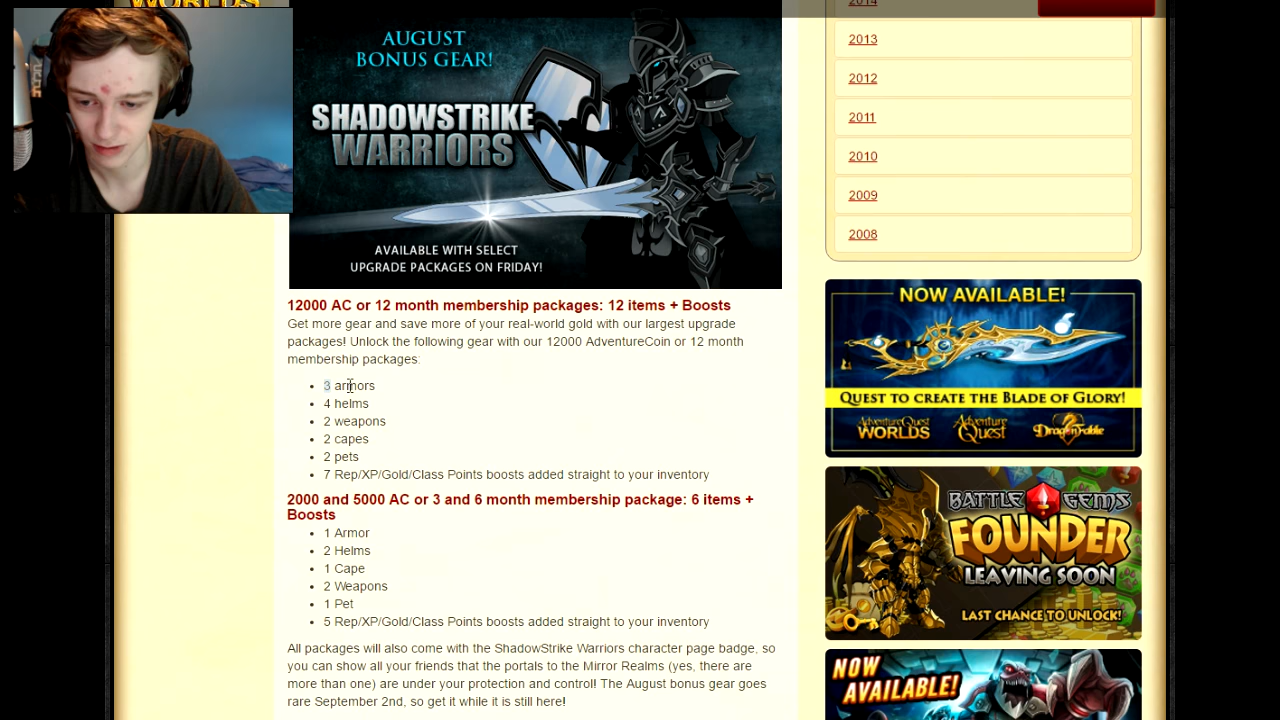 WORLDS
AUGUST
BONUS GEAR!
SHADOWSTRIKE
WARRIORS
AVAILABLE WITH SELECT
UPGRADE PACKAGES ON FRIDAY!
12000 AC or 12 month membership packages: 12 items + Boosts
Get more gear and save more of your real-world gold with our largest upgrade
packages! Unlock the following gear with our 12000 AdventureCoin or 12 month
membership packages:
3 armors
4 helms
2 weapons
2 capes
2 pets
7 Rep/XP/Gold/Class Points boosts added straight to your inventory
2000 and 5000 AC or 3 and 6 month membership package: 6 items +
Boosts
1 Armor
2 Helms
1 Cape
2 Weapons
1 Pet
5 Rep/XP/Gold/Class Points boosts added straight to your inventory
All packages will also come with the ShadowStrike Warriors character page badge, so
you can show all your friends that the portals to the Mirror Realms (yes, there are
more than one) are under your protection and control! The August bonus gear goes
rare September 2nd, so get it while it is still here!
2014
2013
2012
2011
2010
2009
2008
NOW AVAILABLE!
QUEST TO CREATE THE BLADE OF GLORY!
AdventureQuest
WORLDS
AdventureQuest
DragonFable
BATTLE GEMS
FOUNDER
LEAVING SOON
LAST CHANCE TO UNLOCK!
NOW
AVAILABLE!